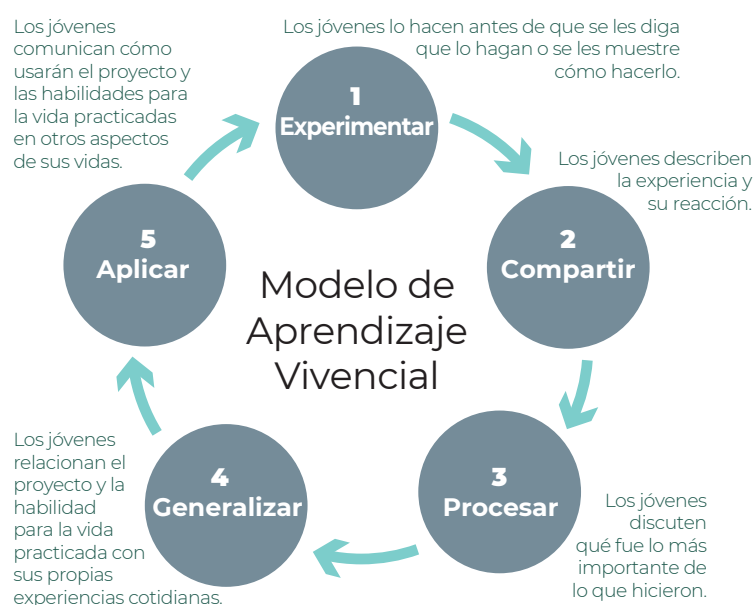 Los jóvenes lo hacen antes de que se les diga
que lo hagan o se les muestre
cómo hacerlo.
1
Experimentar
Los jóvenes describen
la experiencia y
su reacción.
2
Compartir
Los jóvenes
discuten
qué fue lo más
importante de
lo que hicieron.
3
Procesar
Los jóvenes
relacionan el
proyecto y la
habilidad
para la vida
practicada con
sus propias
experiencias cotidianas.
4
Generalizar
Los jóvenes
comunican cómo
usarán el proyecto y
las habilidades para
la vida practicadas
en otros aspectos
de sus vidas.
5
Aplicar
Modelo de
Aprendizaje
Vivencial